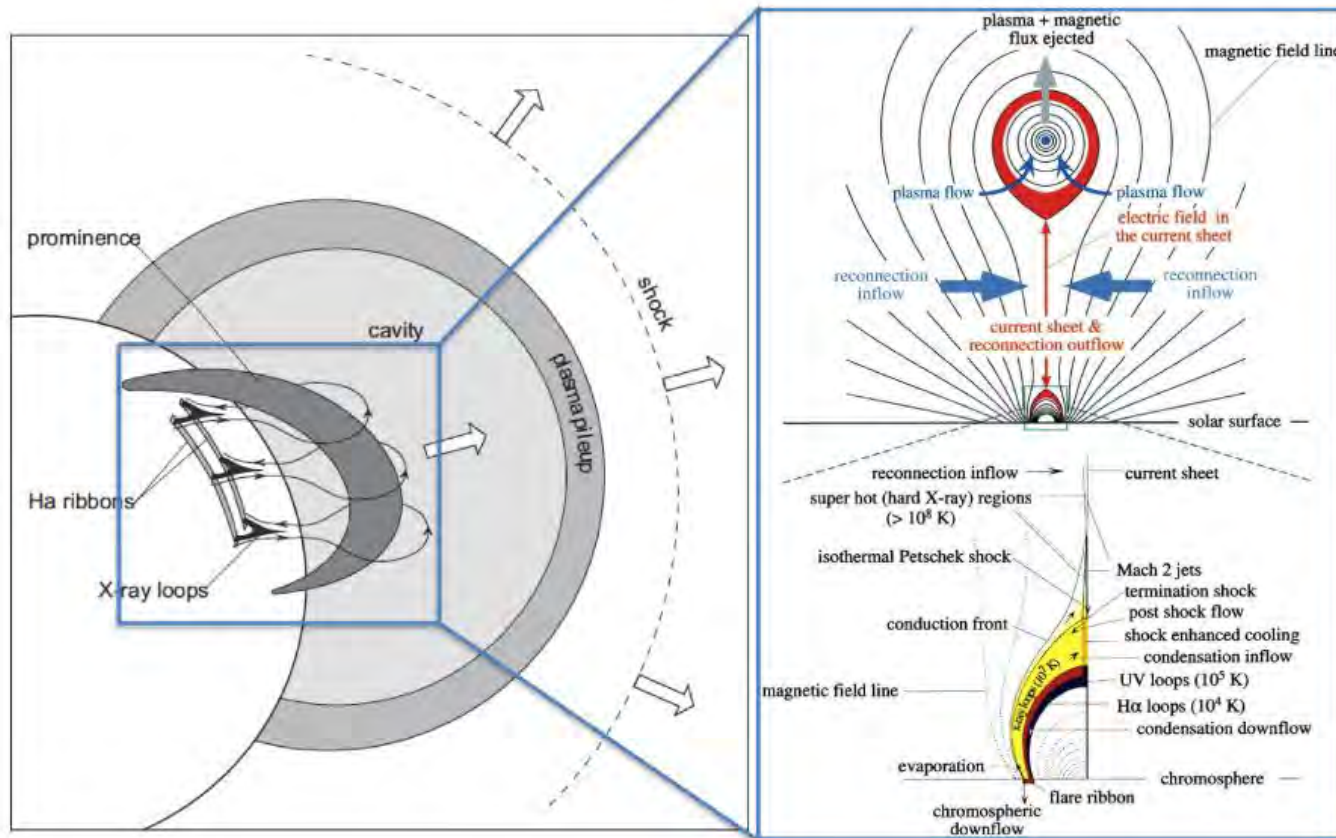 prominence
cavity
shock
plasma pileup
Ha ribbons
X-ray loops
plasma + magnetic
flux ejected
magnetic field line
plasma flow
plasma flow
electric field in
the current sheet
reconnection
inflow
reconnection
inflow
current sheet &
reconnection outflow
solar surface
reconnection inflow
current sheet
super hot (hard X-ray) regions
(> 10⁸ K)
isothermal Petschek shock
Mach 2 jets
termination shock
post shock flow
conduction front
shock enhanced cooling
condensation inflow
magnetic field line
X-ray loops (10⁷ K)
UV loops (10⁵ K)
Hα loops (10⁴ K)
condensation downflow
evaporation
chromosphere
flare ribbon
chromospheric
downflow